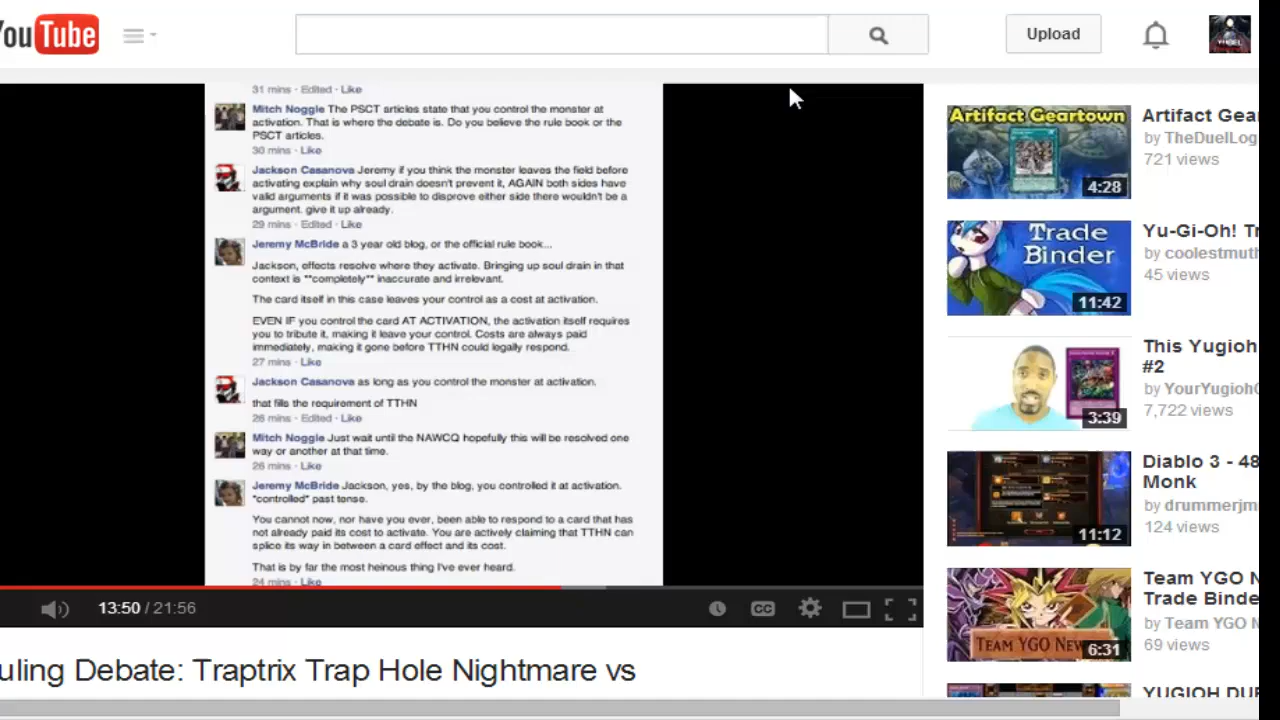 YouTube
Upload
31 mins · Edited · Like
Mitch Noggle The PSCT articles state that you control the monster at
activation. That is where the debate is. Do you believe the rule book or the
PSCT articles.
30 mins · Like
Jackson Casanova Jeremy if you think the monster leaves the field before
activating explain why soul drain doesn't prevent it, AGAIN both sides have
valid arguments if it was possible to disprove either side there wouldn't be a
argument. give it up already.
29 mins · Edited · Like
Jeremy McBride a 3 year old blog, or the official rule book...
Jackson, effects resolve where they activate. Bringing up soul drain in that
context is **completely** inaccurate and irrelevant.
The card itself in this case leaves your control as a cost at activation.
EVEN IF you control the card AT ACTIVATION, the activation itself requires
you to tribute it, making it leave your control. Costs are always paid
immediately, making it gone before TTHN could legally respond.
27 mins · Like
Jackson Casanova as long as you control the monster at activation.
that fills the requirement of TTHN
26 mins · Edited · Like
Mitch Noggle Just wait until the NAWCQ hopefully this will be resolved one
way or another at that time.
26 mins · Like
Jeremy McBride Jackson, yes, by the blog, you controlled it at activation.
*controlled* past tense.
You cannot now, nor have you ever, been able to respond to a card that has
not already paid its cost to activate. You are actively claiming that TTHN can
splice its way in between a card effect and its cost.
That is by far the most heinous thing I've ever heard.
24 mins · Like
13:50 / 21:56
CC
uling Debate: Traptrix Trap Hole Nightmare vs
Artifact Geartown
4:28
Artifact Gear
by TheDuelLog
721 views
Trade
Binder
11:42
Yu-Gi-Oh! Tr
by coolestmuth
45 views
3:39
This Yugioh
#2
by YourYugiohC
7,722 views
11:12
Diablo 3 - 48
Monk
by drummerjm
124 views
TEAM YGO NEW
6:31
Team YGO N
Trade Binde
by Team YGO N
69 views
YUGIOH DUE